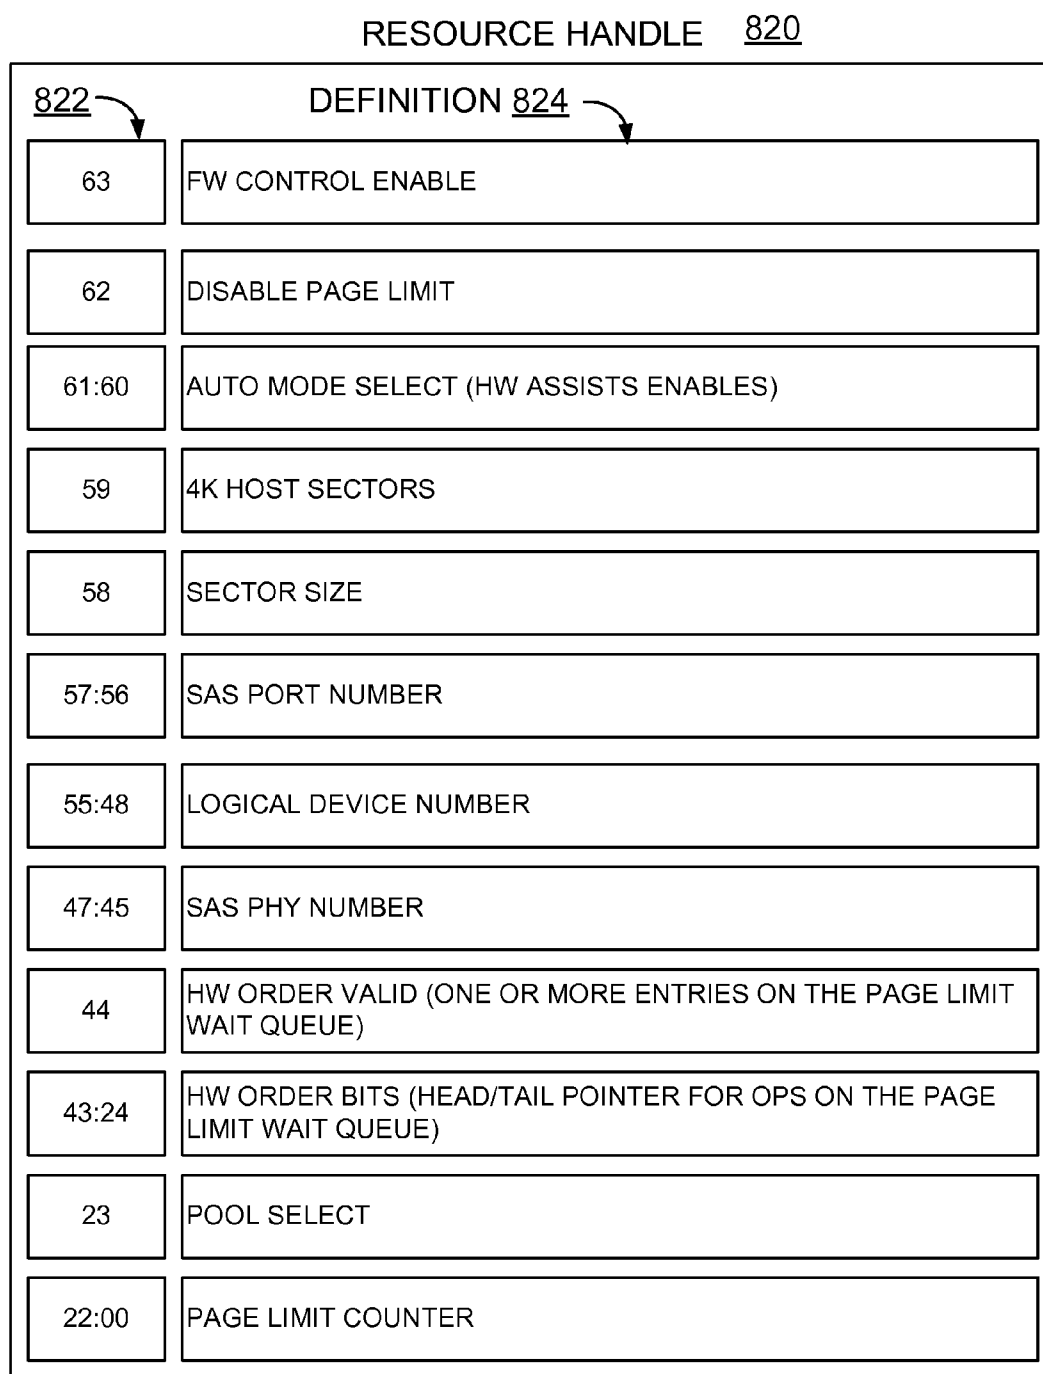 RESOURCE HANDLE 820
822 DEFINITION 824
63 FW CONTROL ENABLE
62 DISABLE PAGE LIMIT
61:60 AUTO MODE SELECT (HW ASSISTS ENABLES)
59 4K HOST SECTORS
58 SECTOR SIZE
57:56 SAS PORT NUMBER
55:48 LOGICAL DEVICE NUMBER
47:45 SAS PHY NUMBER
44 HW ORDER VALID (ONE OR MORE ENTRIES ON THE PAGE LIMIT
WAIT QUEUE)
43:24 HW ORDER BITS (HEAD/TAIL POINTER FOR OPS ON THE PAGE
LIMIT WAIT QUEUE)
23 POOL SELECT
22:00 PAGE LIMIT COUNTER